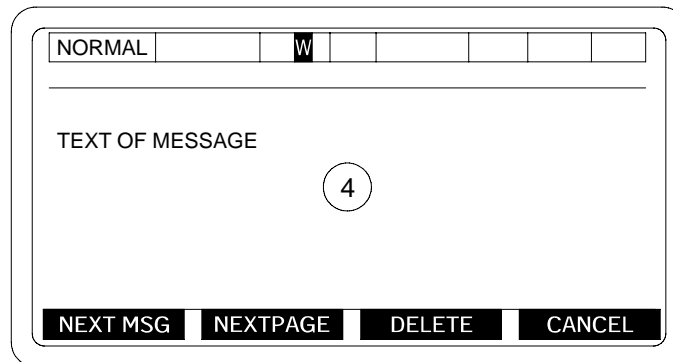 NORMAL W
TEXT OF MESSAGE
4
NEXT MSG NEXTPAGE DELETE CANCEL